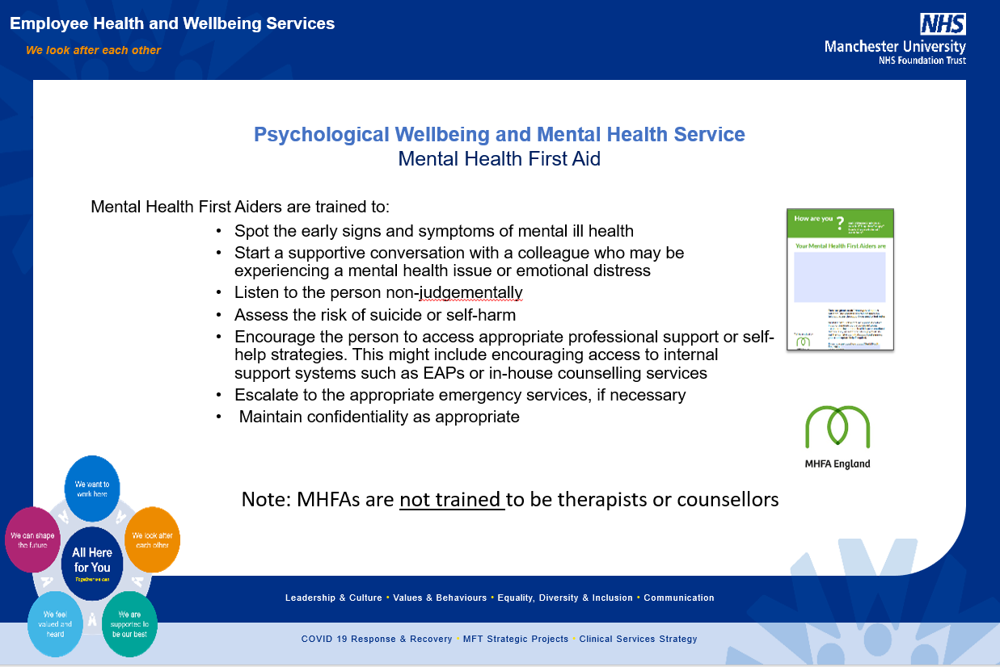 Employee Health and Wellbeing Services
We look after each other
NHS
Manchester University
NHS Foundation Trust
Psychological Wellbeing and Mental Health Service
Mental Health First Aid
Mental Health First Aiders are trained to:
• Spot the early signs and symptoms of mental ill health
• Start a supportive conversation with a colleague who may be
experiencing a mental health issue or emotional distress
• Listen to the person non-judgementally
• Assess the risk of suicide or self-harm
• Encourage the person to access appropriate professional support or self-
help strategies. This might include encouraging access to internal
support systems such as EAPs or in-house counselling services
• Escalate to the appropriate emergency services, if necessary
• Maintain confidentiality as appropriate
How are you ?
Your Mental Health First Aiders are
MHFA England
Note: MHFAs are not trained to be therapists or counsellors
We want to
work here
We can shape
the future
We look after
each other
All Here
for You
Together we can
We feel
valued and
heard
We are
supported to
be our best
Leadership & Culture • Values & Behaviours • Equality, Diversity & Inclusion • Communication
COVID 19 Response & Recovery • MFT Strategic Projects • Clinical Services Strategy